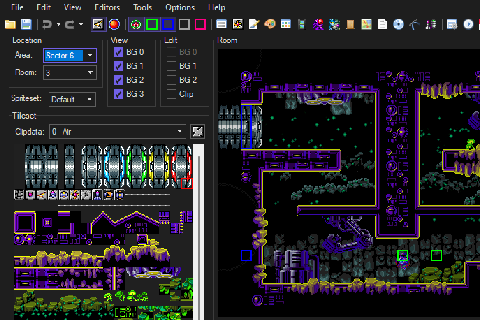 File Edit View Editors Tools Options Help
Location
Area: Sector 6
Room: 3
Spriteset: Default
View
BG 0
BG 1
BG 2
BG 3
Edit
BG 0
BG 1
BG 2
Clip
Room
Tileset
Clipdata: 0 Air